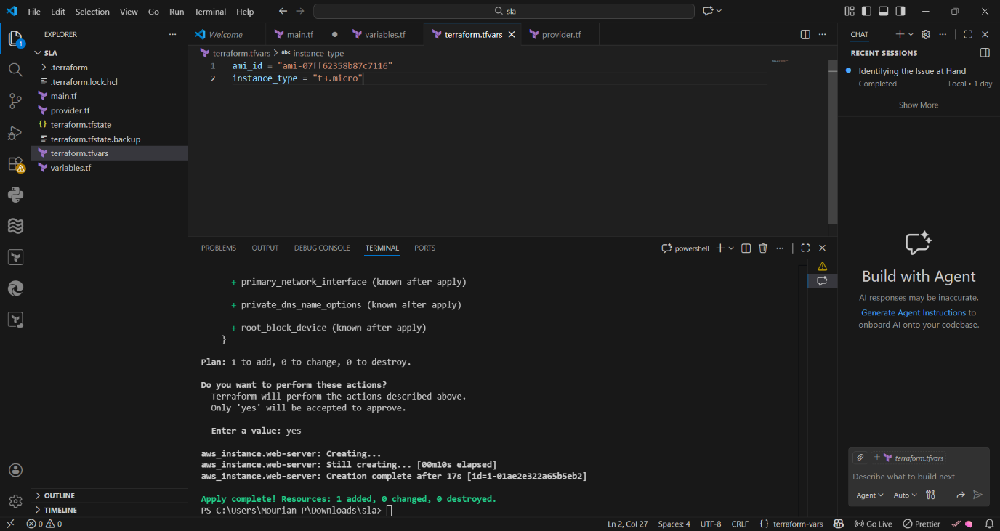 File Edit Selection View Go Run Terminal Help
sla
EXPLORER
Welcome
main.tf
variables.tf
terraform.tfvars
provider.tf
CHAT
SLA
.terraform
.terraform.lock.hcl
main.tf
provider.tf
{} terraform.tfstate
terraform.tfstate.backup
terraform.tfvars
variables.tf
terraform.tfvars > abc instance_type
1 ami_id = "ami-07ff62358b87c7116"
2 instance_type = "t3.micro"
RECENT SESSIONS
Identifying the Issue at Hand
Completed Local • 1 day
Show More
PROBLEMS OUTPUT DEBUG CONSOLE TERMINAL PORTS
powershell
+ primary_network_interface (known after apply)
+ private_dns_name_options (known after apply)
+ root_block_device (known after apply)
}
Plan: 1 to add, 0 to change, 0 to destroy.
Do you want to perform these actions?
Terraform will perform the actions described above.
Only 'yes' will be accepted to approve.
Enter a value: yes
aws_instance.web-server: Creating...
aws_instance.web-server: Still creating... [00m10s elapsed]
aws_instance.web-server: Creation complete after 17s [id=i-01ae2e322a65b5eb2]
Apply complete! Resources: 1 added, 0 changed, 0 destroyed.
PS C:\Users\Mourian P\Downloads\sla>
Build with Agent
AI responses may be inaccurate.
Generate Agent Instructions to
onboard AI onto your codebase.
+ terraform.tfvars
Describe what to build next
Agent Auto
OUTLINE
TIMELINE
0 0
Ln 2, Col 27 Spaces: 4 UTF-8 CRLF {} terraform-vars Go Live Prettier
1